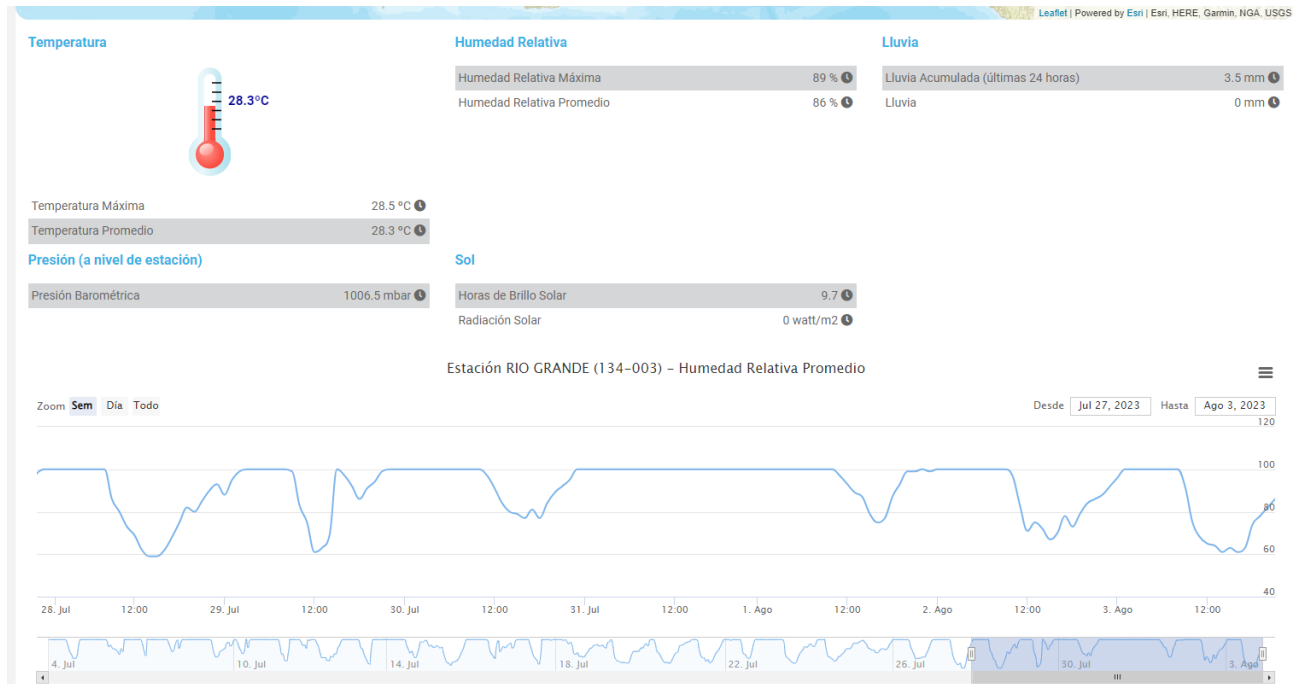 Leaflet | Powered by Esri | Esri, HERE, Garmin, NGA, USGS
Temperatura
28.3ºC
Temperatura Máxima 28.5 ºC
Temperatura Promedio 28.3 ºC
Humedad Relativa
Humedad Relativa Máxima 89 %
Humedad Relativa Promedio 86 %
Lluvia
Lluvia Acumulada (últimas 24 horas) 3.5 mm
Lluvia 0 mm
Presión (a nivel de estación)
Presión Barométrica 1006.5 mbar
Sol
Horas de Brillo Solar 9.7
Radiación Solar 0 watt/m2
Estación RIO GRANDE (134-003) – Humedad Relativa Promedio
Zoom Sem Día Todo Desde Jul 27, 2023 Hasta Ago 3, 2023
120
100
80
60
40
28. Jul 12:00 29. Jul 12:00 30. Jul 12:00 31. Jul 12:00 1. Ago 12:00 2. Ago 12:00 3. Ago 12:00
4. Jul 10. Jul 14. Jul 18. Jul 22. Jul 26. Jul 30. Jul 3. Ago